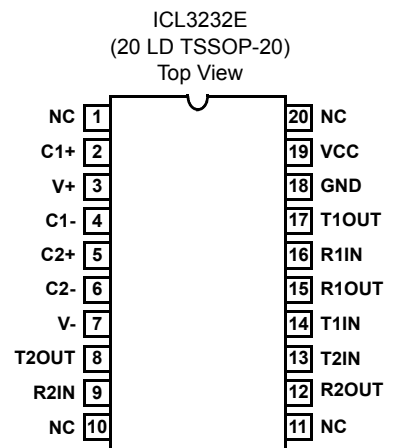 ICL3232E
(20 LD TSSOP-20)
Top View
NC 1 20 NC
C1+ 2 19 VCC
V+ 3 18 GND
C1- 4 17 T1OUT
C2+ 5 16 R1IN
C2- 6 15 R1OUT
V- 7 14 T1IN
T2OUT 8 13 T2IN
R2IN 9 12 R2OUT
NC 10 11 NC